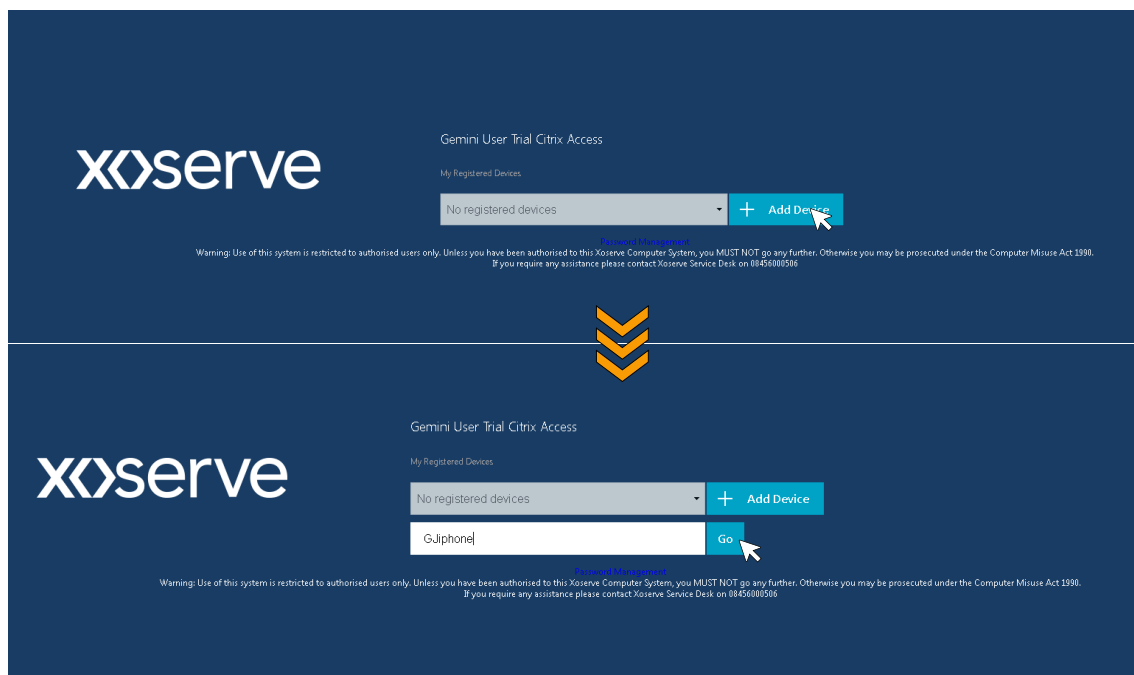 xoserve
Gemini User Trial Citrix Access
My Registered Devices
No registered devices
+ Add Device
Password Management
Warning: Use of this system is restricted to authorised users only. Unless you have been authorised to this Xoserve Computer System, you MUST NOT go any further. Otherwise you may be prosecuted under the Computer Misuse Act 1990.
If you require any assistance please contact Xoserve Service Desk on 08456000506
xoserve
Gemini User Trial Citrix Access
My Registered Devices
No registered devices
+ Add Device
GJiphone
Go
Password Management
Warning: Use of this system is restricted to authorised users only. Unless you have been authorised to this Xoserve Computer System, you MUST NOT go any further. Otherwise you may be prosecuted under the Computer Misuse Act 1990.
If you require any assistance please contact Xoserve Service Desk on 08456000506